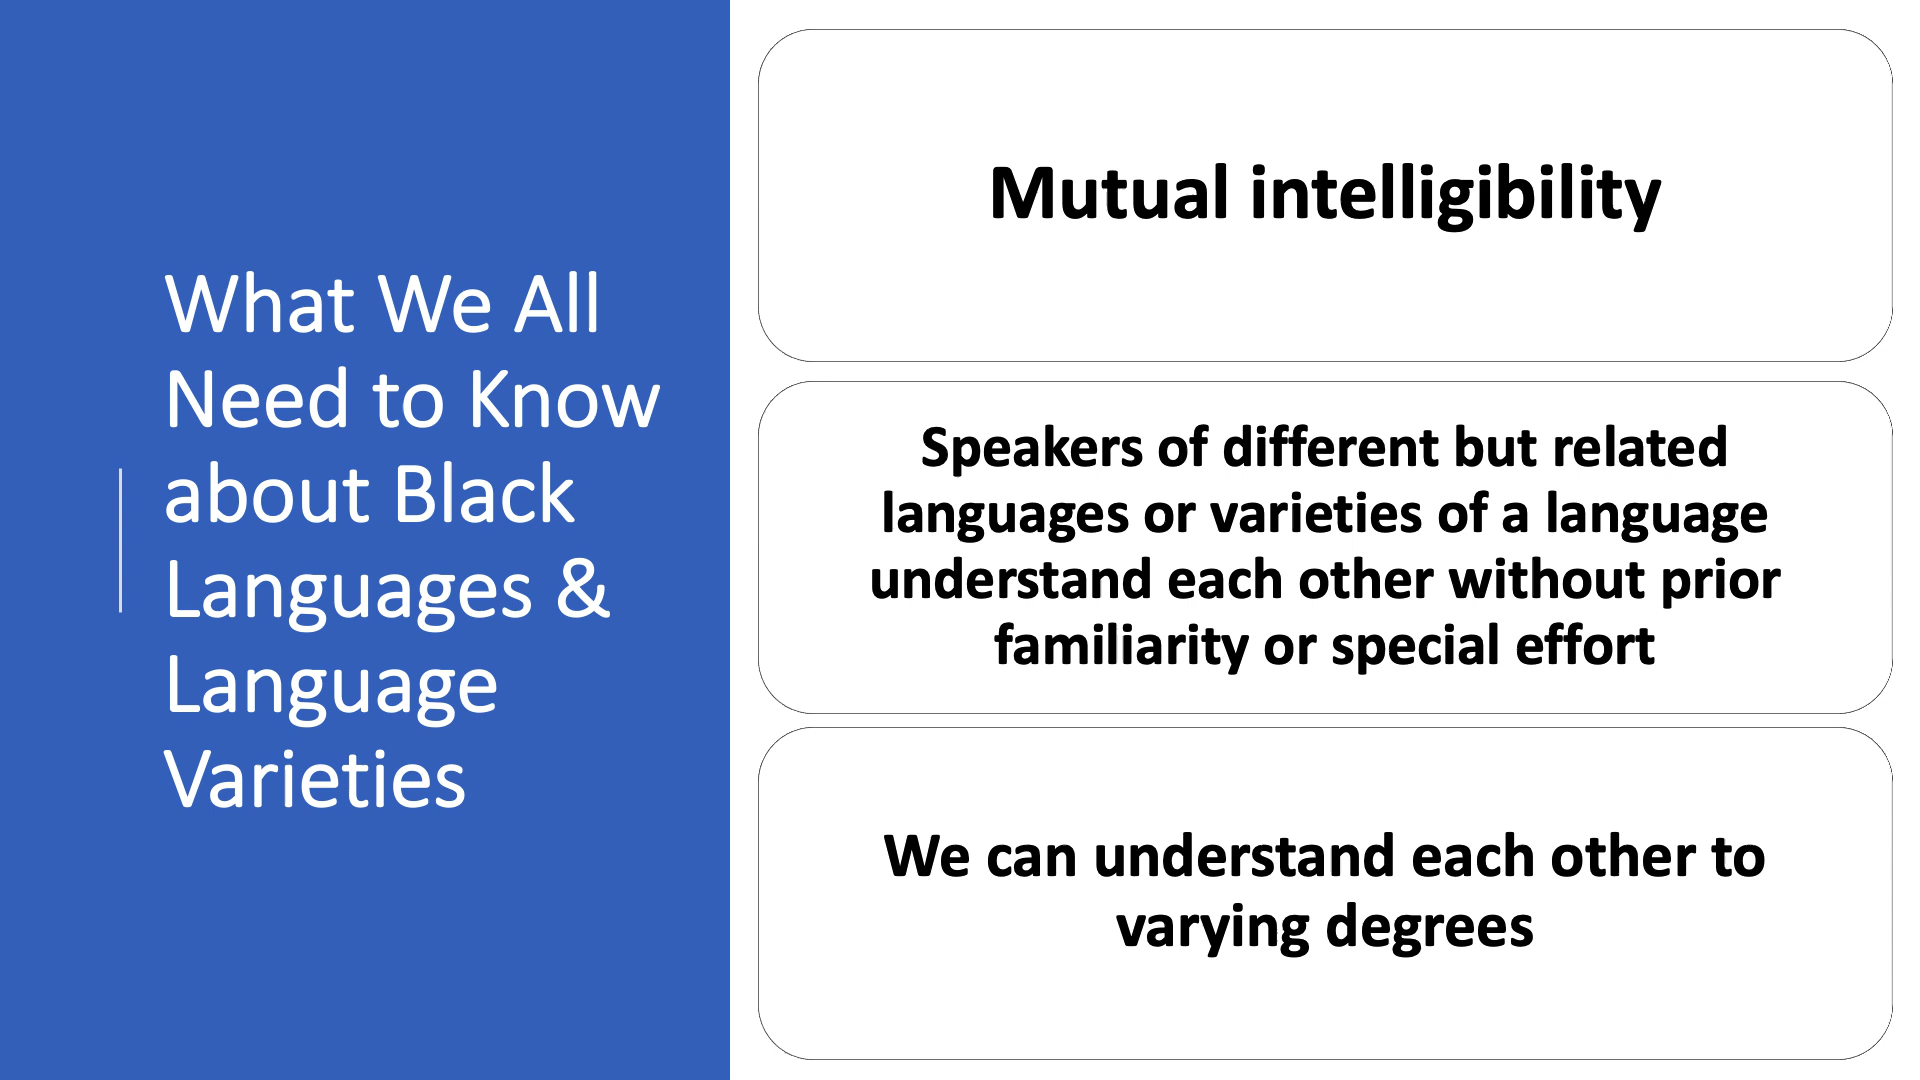 What We All
Need to Know
about Black
Languages &
Language
Varieties
Mutual intelligibility
Speakers of different but related
languages or varieties of a language
understand each other without prior
familiarity or special effort
We can understand each other to
varying degrees